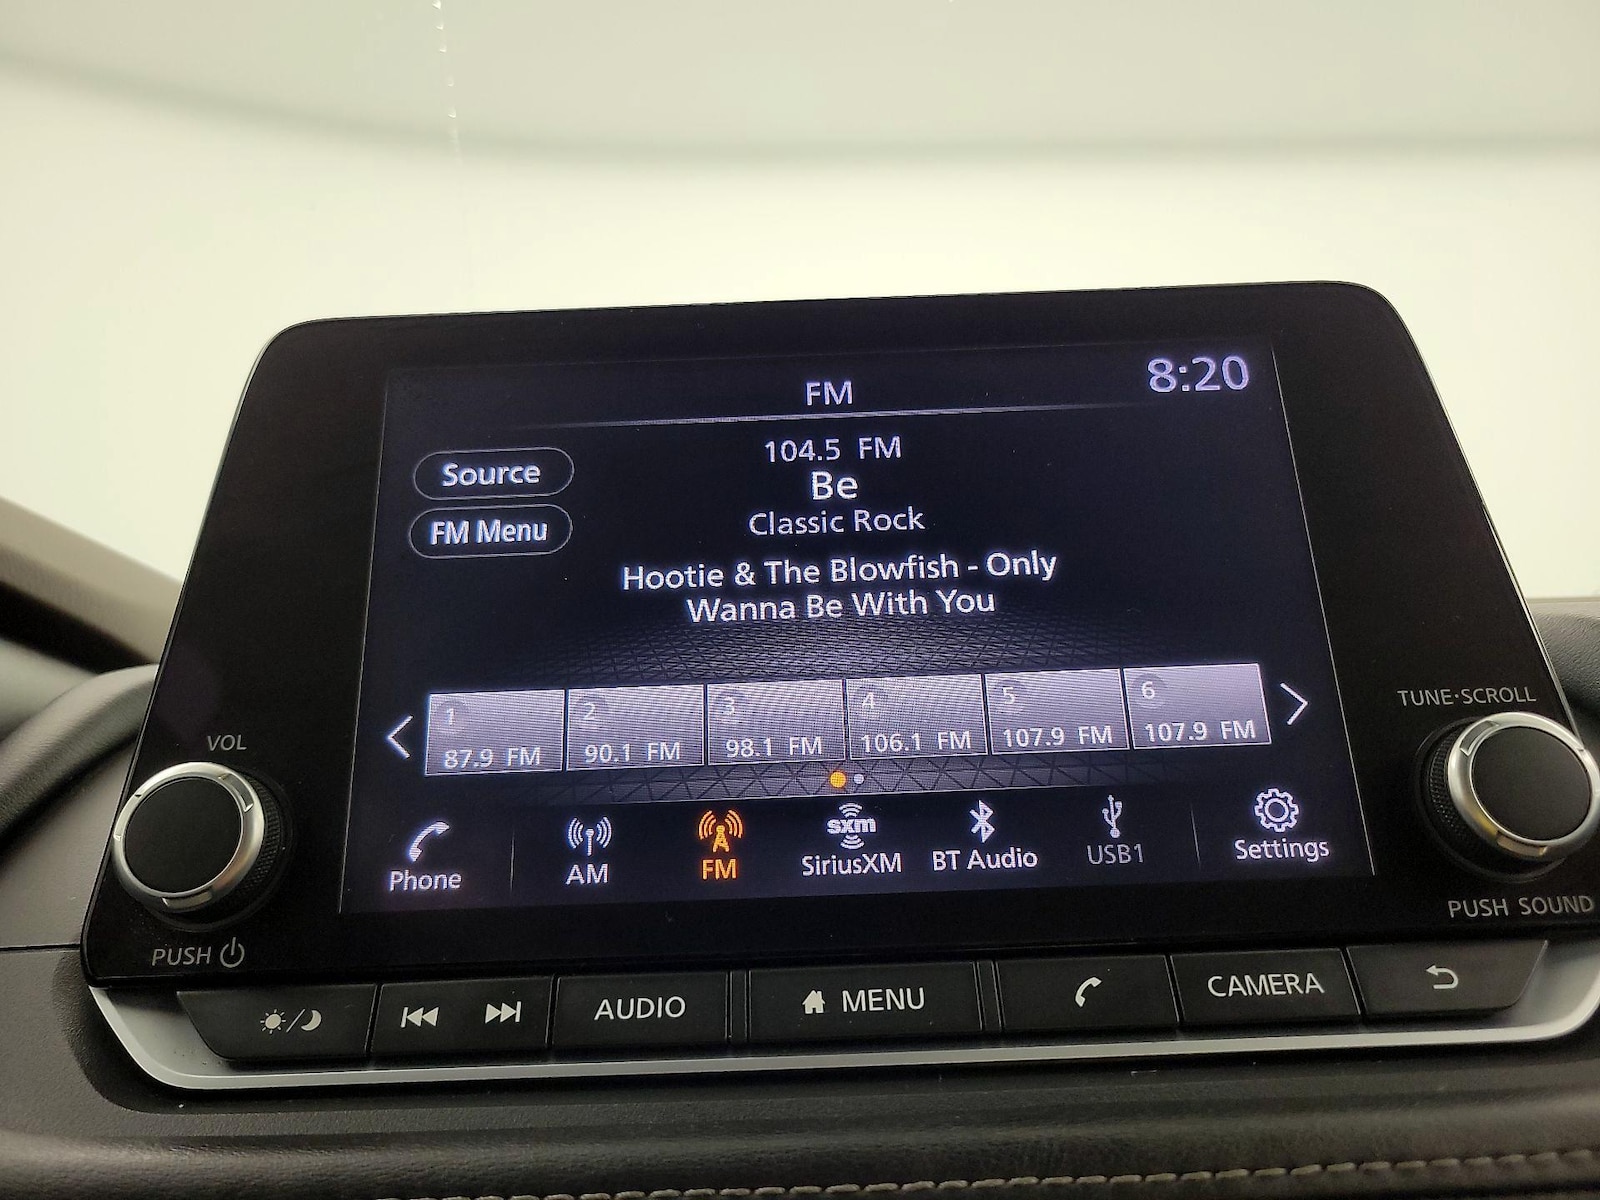 FM
8:20
104.5 FM
Source
Be
FM Menu
Classic Rock
Hootie & The Blowfish - Only
Wanna Be With You
1
2
3
4
5
6
87.9 FM
90.1 FM
98.1 FM
106.1 FM
107.9 FM
107.9 FM
VOL
TUNE·SCROLL
Phone
AM
FM
sxm
SiriusXM
BT Audio
USB1
Settings
PUSH
PUSH SOUND
AUDIO
MENU
CAMERA